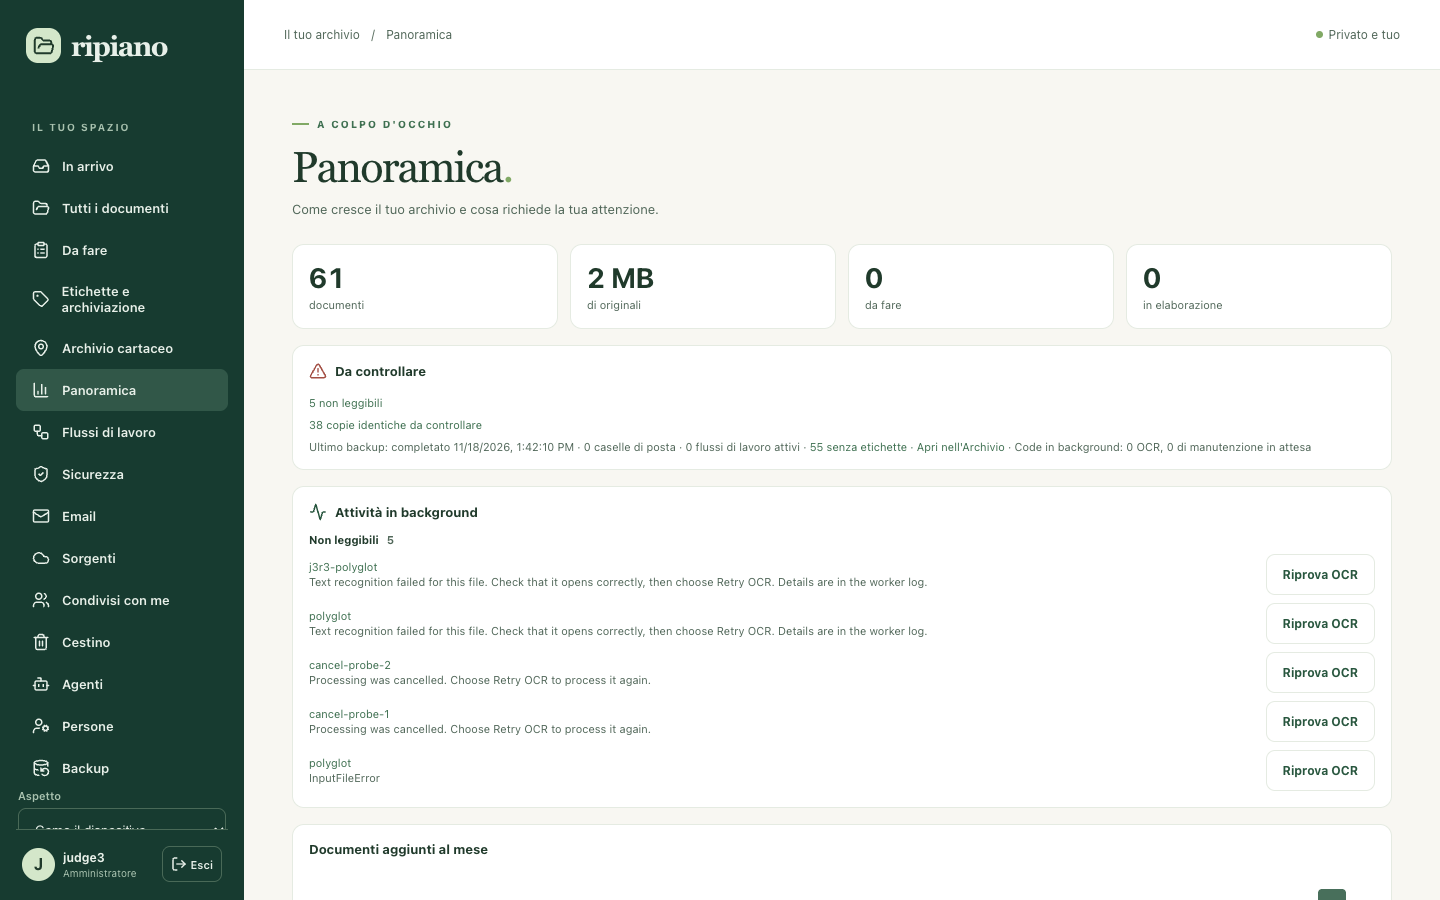 ripiano
IL TUO SPAZIO
In arrivo
Tutti i documenti
Da fare
Etichette e
archiviazione
Archivio cartaceo
Panoramica
Flussi di lavoro
Sicurezza
Email
Sorgenti
Condivisi con me
Cestino
Agenti
Persone
Backup
Aspetto
Come il dispositivo
J
judge3
Amministratore
Esci
Il tuo archivio / Panoramica
Privato e tuo
A COLPO D'OCCHIO
Panoramica.
Come cresce il tuo archivio e cosa richiede la tua attenzione.
61
documenti
2 MB
di originali
0
da fare
0
in elaborazione
Da controllare
5 non leggibili
38 copie identiche da controllare
Ultimo backup: completato 11/18/2026, 1:42:10 PM · 0 caselle di posta · 0 flussi di lavoro attivi · 55 senza etichette · Apri nell'Archivio · Code in background: 0 OCR, 0 di manutenzione in attesa
Attività in background
Non leggibili 5
j3r3-polyglot
Text recognition failed for this file. Check that it opens correctly, then choose Retry OCR. Details are in the worker log.
Riprova OCR
polyglot
Text recognition failed for this file. Check that it opens correctly, then choose Retry OCR. Details are in the worker log.
Riprova OCR
cancel-probe-2
Processing was cancelled. Choose Retry OCR to process it again.
Riprova OCR
cancel-probe-1
Processing was cancelled. Choose Retry OCR to process it again.
Riprova OCR
polyglot
InputFileError
Riprova OCR
Documenti aggiunti al mese